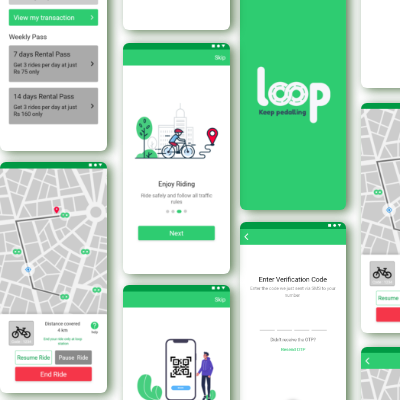 View my transaction
Weekly Pass
7 days Rental Pass
Get 3 rides per day at just
Rs 75 only
14 days Rental Pass
Get 3 rides per day at just
Rs 160 only
Distance covered
4 km
Resume Ride
Pause Ride
End Ride
Skip
Enjoy Riding
Ride safely and follow all traffic
rules
Next
Skip
loop
Keep pedalling
Enter Verification Code
Enter the code we just sent via SMS to your
number
Didn't receive the OTP?
Resend OTP
Resume